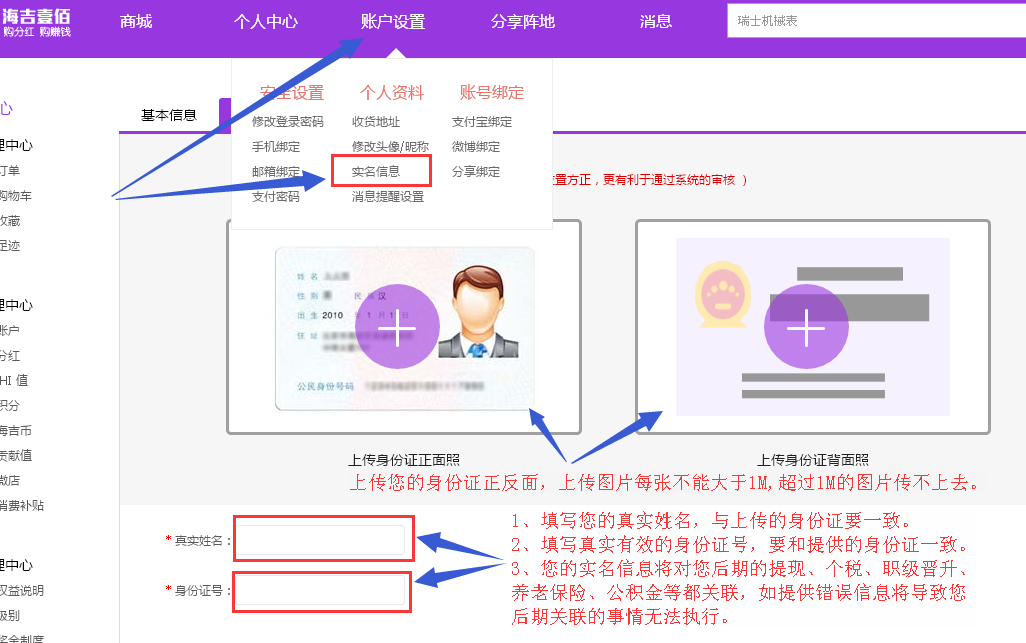 海吉壹佰
购分红 购赚钱
商城
个人中心
账户设置
分享阵地
消息
瑞士机械表
安全设置
个人资料
账号绑定
修改登录密码
收货地址
支付宝绑定
手机绑定
修改头像/昵称
微博绑定
邮箱绑定
实名信息
分享绑定
支付密码
消息提醒设置
心
基本信息
理中心
订单
购物车
收藏
足迹
置方正，更有利于通过系统的审核 ）
姓 名
性 别
民
汉
出 生 2010 年 1 月 1 日
住 址
公民身份号码
上传身份证正面照
上传身份证背面照
上传您的身份证正反面，上传图片每张不能大于1M,超过1M的图片传不上去。
理中心
账户
分红
HI 值
积分
海吉币
贡献值
微店
消费补贴
* 真实姓名：
* 身份证号：
1、填写您的真实姓名，与上传的身份证要一致。
2、填写真实有效的身份证号，要和提供的身份证一致。
3、您的实名信息将对您后期的提现、个税、职级晋升、
养老保险、公积金等都关联，如提供错误信息将导致您
后期关联的事情无法执行。
理中心
权益说明
级别
奖金制度